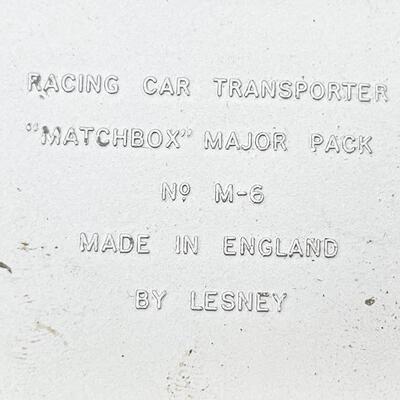 RACING CAR TRANSPORTER
"MATCHBOX" MAJOR PACK
Nº M-6
MADE IN ENGLAND
BY LESNEY